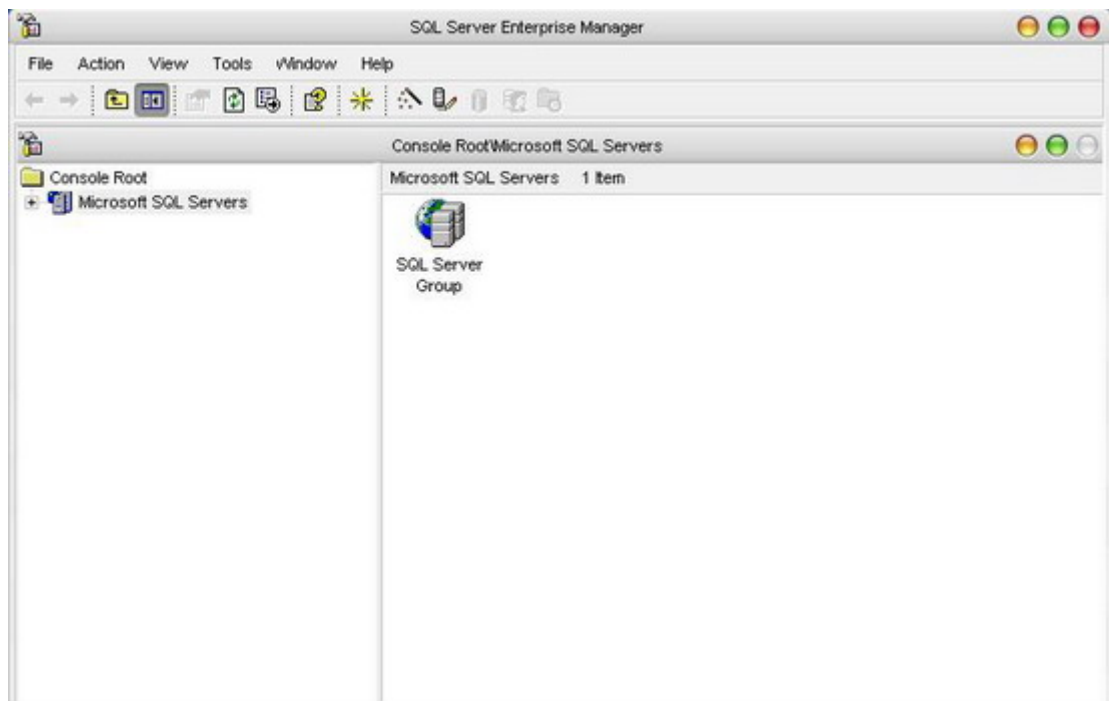 SQL Server Enterprise Manager
File Action View Tools Window Help
Console Root\Microsoft SQL Servers
Console Root
Microsoft SQL Servers
Microsoft SQL Servers 1 Item
SQL Server
Group